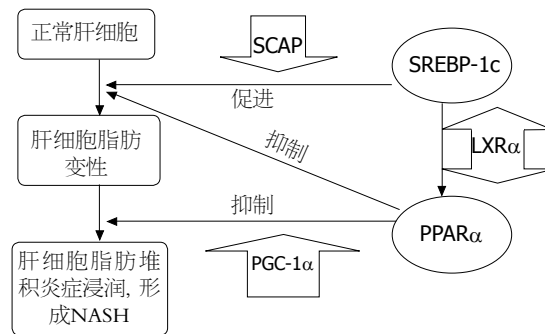 正常肝细胞
SCAP
SREBP-1c
促进
肝细胞脂肪
变性
抑制
LXRα
抑制
PPARα
肝细胞脂肪堆
积炎症浸润, 形
成NASH
PGC-1α